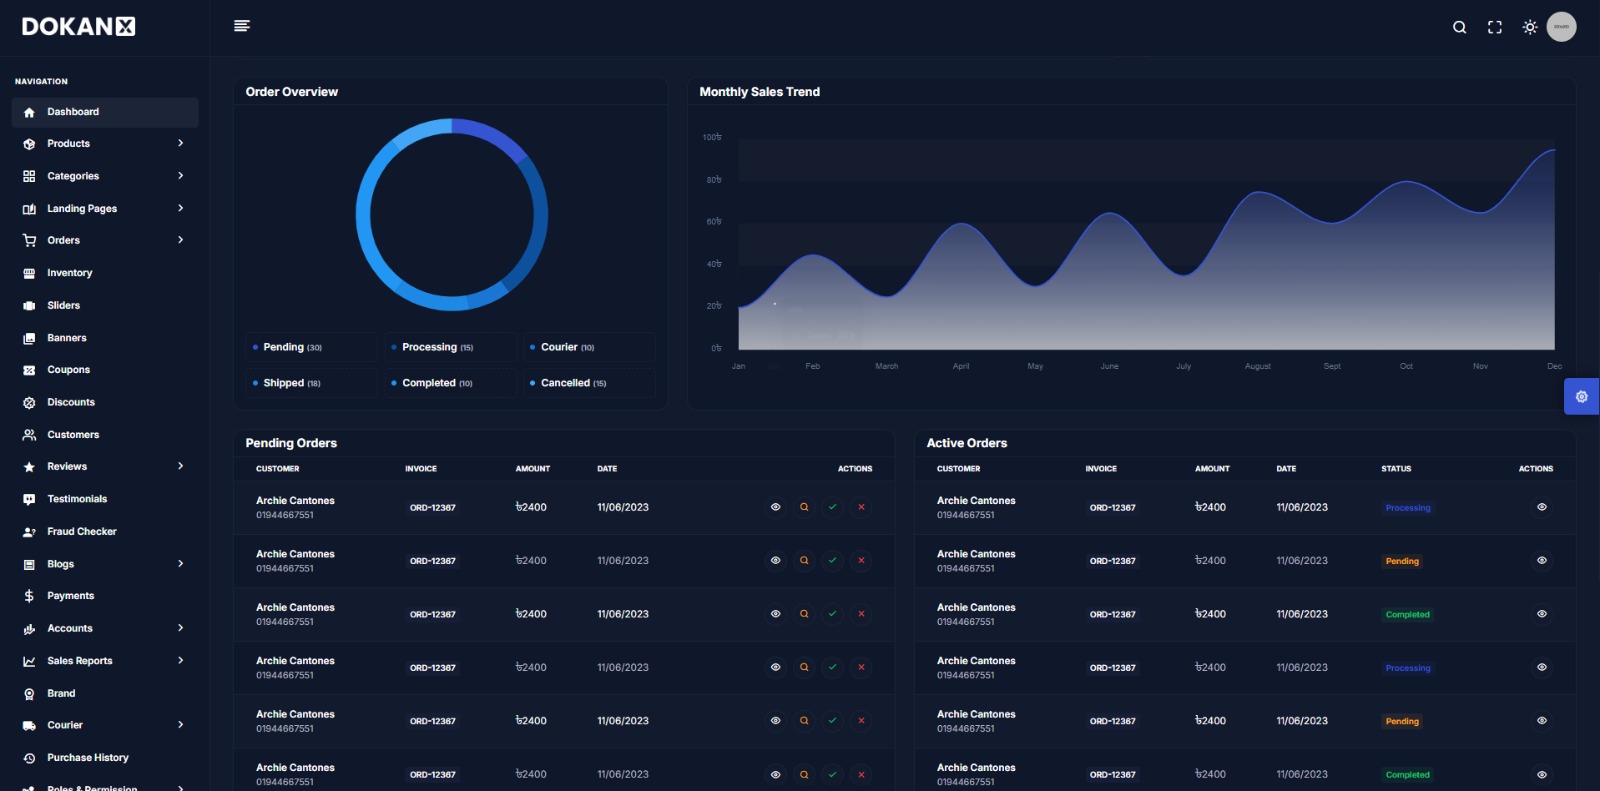 DOKANX
NAVIGATION
Dashboard
Products
Categories
Landing Pages
Orders
Inventory
Sliders
Banners
Coupons
Discounts
Customers
Reviews
Testimonials
Fraud Checker
Blogs
Payments
Accounts
Sales Reports
Brand
Courier
Purchase History
Roles & Permission
Order Overview
Pending (30)
Processing (15)
Courier (10)
Shipped (18)
Completed (10)
Cancelled (15)
Monthly Sales Trend
100৳
80৳
60৳
40৳
20৳
0৳
Jan Feb March April May June July August Sept Oct Nov Dec
Pending Orders
CUSTOMER INVOICE AMOUNT DATE ACTIONS
Archie Cantones
01944667551
ORD-12367 ৳2400 11/06/2023
Archie Cantones
01944667551
ORD-12367 ৳2400 11/06/2023
Archie Cantones
01944667551
ORD-12367 ৳2400 11/06/2023
Archie Cantones
01944667551
ORD-12367 ৳2400 11/06/2023
Archie Cantones
01944667551
ORD-12367 ৳2400 11/06/2023
Archie Cantones
01944667551
ORD-12367 ৳2400 11/06/2023
Active Orders
CUSTOMER INVOICE AMOUNT DATE STATUS ACTIONS
Archie Cantones
01944667551
ORD-12367 ৳2400 11/06/2023 Processing
Archie Cantones
01944667551
ORD-12367 ৳2400 11/06/2023 Pending
Archie Cantones
01944667551
ORD-12367 ৳2400 11/06/2023 Completed
Archie Cantones
01944667551
ORD-12367 ৳2400 11/06/2023 Processing
Archie Cantones
01944667551
ORD-12367 ৳2400 11/06/2023 Pending
Archie Cantones
01944667551
ORD-12367 ৳2400 11/06/2023 Completed